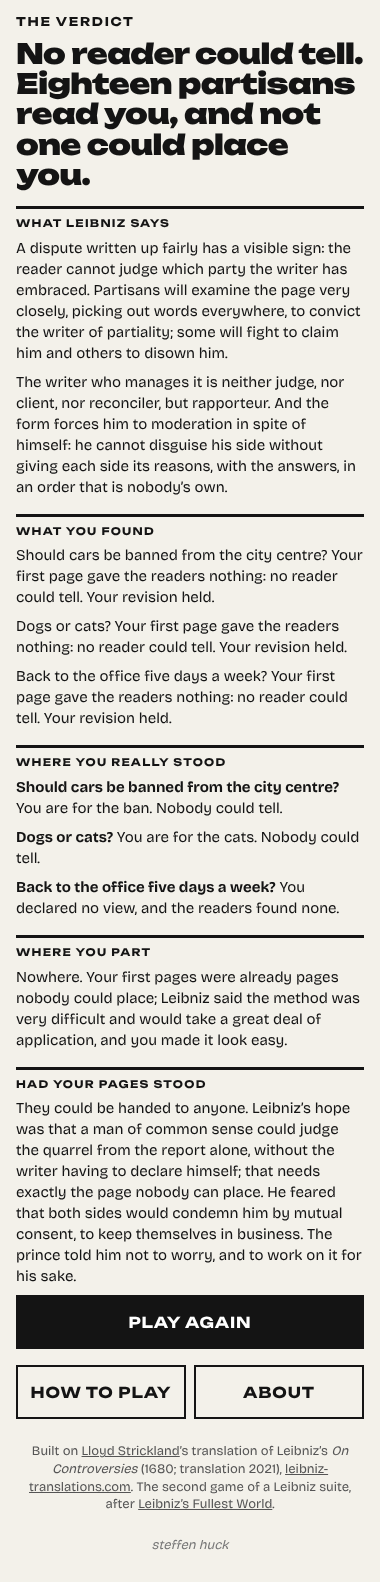 THE VERDICT
No reader could tell.
Eighteen partisans
read you, and not
one could place
you.
WHAT LEIBNIZ SAYS
A dispute written up fairly has a visible sign: the
reader cannot judge which party the writer has
embraced. Partisans will examine the page very
closely, picking out words everywhere, to convict
the writer of partiality; some will fight to claim
him and others to disown him.
The writer who manages it is neither judge, nor
client, nor reconciler, but rapporteur. And the
form forces him to moderation in spite of
himself: he cannot disguise his side without
giving each side its reasons, with the answers, in
an order that is nobody's own.
WHAT YOU FOUND
Should cars be banned from the city centre? Your
first page gave the readers nothing: no reader
could tell. Your revision held.
Dogs or cats? Your first page gave the readers
nothing: no reader could tell. Your revision held.
Back to the office five days a week? Your first
page gave the readers nothing: no reader could
tell. Your revision held.
WHERE YOU REALLY STOOD
Should cars be banned from the city centre?
You are for the ban. Nobody could tell.
Dogs or cats? You are for the cats. Nobody could
tell.
Back to the office five days a week? You
declared no view, and the readers found none.
WHERE YOU PART
Nowhere. Your first pages were already pages
nobody could place; Leibniz said the method was
very difficult and would take a great deal of
application, and you made it look easy.
HAD YOUR PAGES STOOD
They could be handed to anyone. Leibniz's hope
was that a man of common sense could judge
the quarrel from the report alone, without the
writer having to declare himself; that needs
exactly the page nobody can place. He feared
that both sides would condemn him by mutual
consent, to keep themselves in business. The
prince told him not to worry, and to work on it for
his sake.
PLAY AGAIN
HOW TO PLAY
ABOUT
Built on Lloyd Strickland's translation of Leibniz's On
Controversies (1680; translation 2021), leibniz-
translations.com. The second game of a Leibniz suite,
after Leibniz's Fullest World.
steffen huck